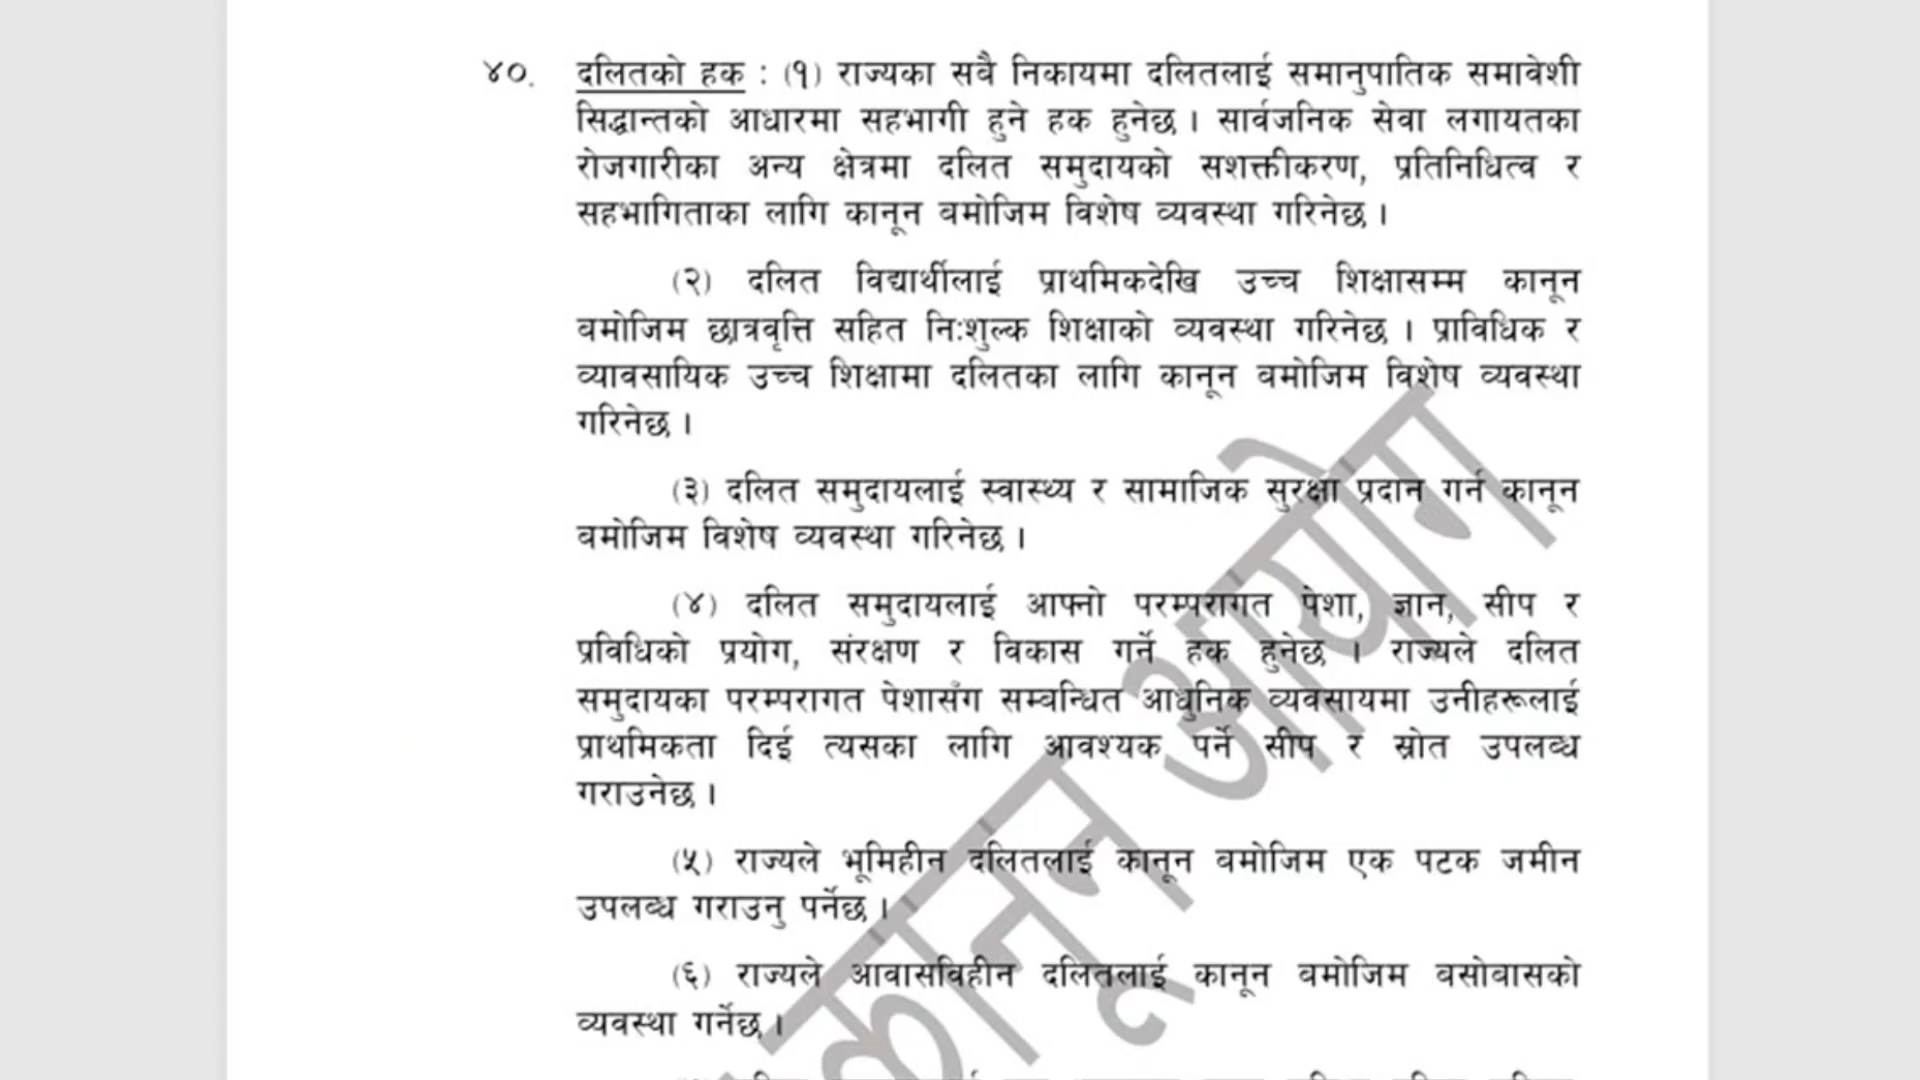 ४०. दलितको हक : (१) राज्यका सबै निकायमा दलितलाई समानुपातिक समावेशी
सिद्धान्तको आधारमा सहभागी हुने हक हुनेछ । सार्वजनिक सेवा लगायतका
रोजगारीका अन्य क्षेत्रमा दलित समुदायको सशक्तीकरण, प्रतिनिधित्व र
सहभागिताका लागि कानून बमोजिम विशेष व्यवस्था गरिनेछ ।
(२) दलित विद्यार्थीलाई प्राथमिकदेखि उच्च शिक्षासम्म कानून
बमोजिम छात्रवृत्ति सहित नि:शुल्क शिक्षाको व्यवस्था गरिनेछ । प्राविधिक र
व्यावसायिक उच्च शिक्षामा दलितका लागि कानून बमोजिम विशेष व्यवस्था
गरिनेछ ।
(३) दलित समुदायलाई स्वास्थ्य र सामाजिक सुरक्षा प्रदान गर्न कानून
बमोजिम विशेष व्यवस्था गरिनेछ ।
(४) दलित समुदायलाई आफ्नो परम्परागत पेशा, ज्ञान, सीप र
प्रविधिको प्रयोग, संरक्षण र विकास गर्ने हक हुनेछ । राज्यले दलित
समुदायका परम्परागत पेशासँग सम्बन्धित आधुनिक व्यवसायमा उनीहरूलाई
प्राथमिकता दिई त्यसका लागि आवश्यक पर्ने सीप र स्रोत उपलब्ध
गराउनेछ ।
(५) राज्यले भूमिहीन दलितलाई कानून बमोजिम एक पटक जमीन
उपलब्ध गराउनु पर्नेछ ।
(६) राज्यले आवासविहीन दलितलाई कानून बमोजिम बसोबासको
व्यवस्था गर्नेछ ।
कानून आयोग